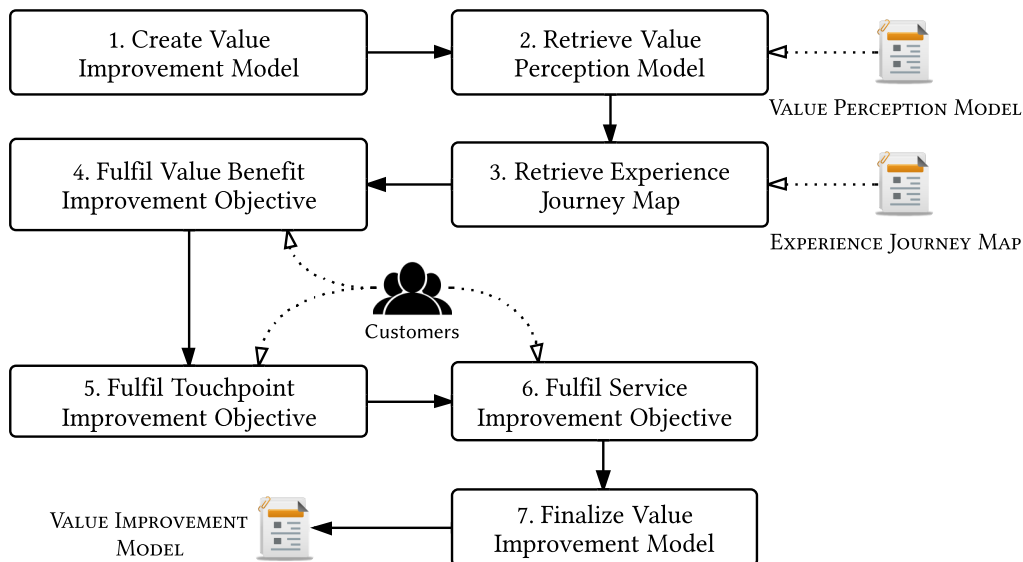 1. Create Value
Improvement Model
2. Retrieve Value
Perception Model
Value Perception Model
4. Fulfil Value Benefit
Improvement Objective
3. Retrieve Experience
Journey Map
Experience Journey Map
Customers
5. Fulfil Touchpoint
Improvement Objective
6. Fulfil Service
Improvement Objective
Value Improvement
Model
7. Finalize Value
Improvement Model